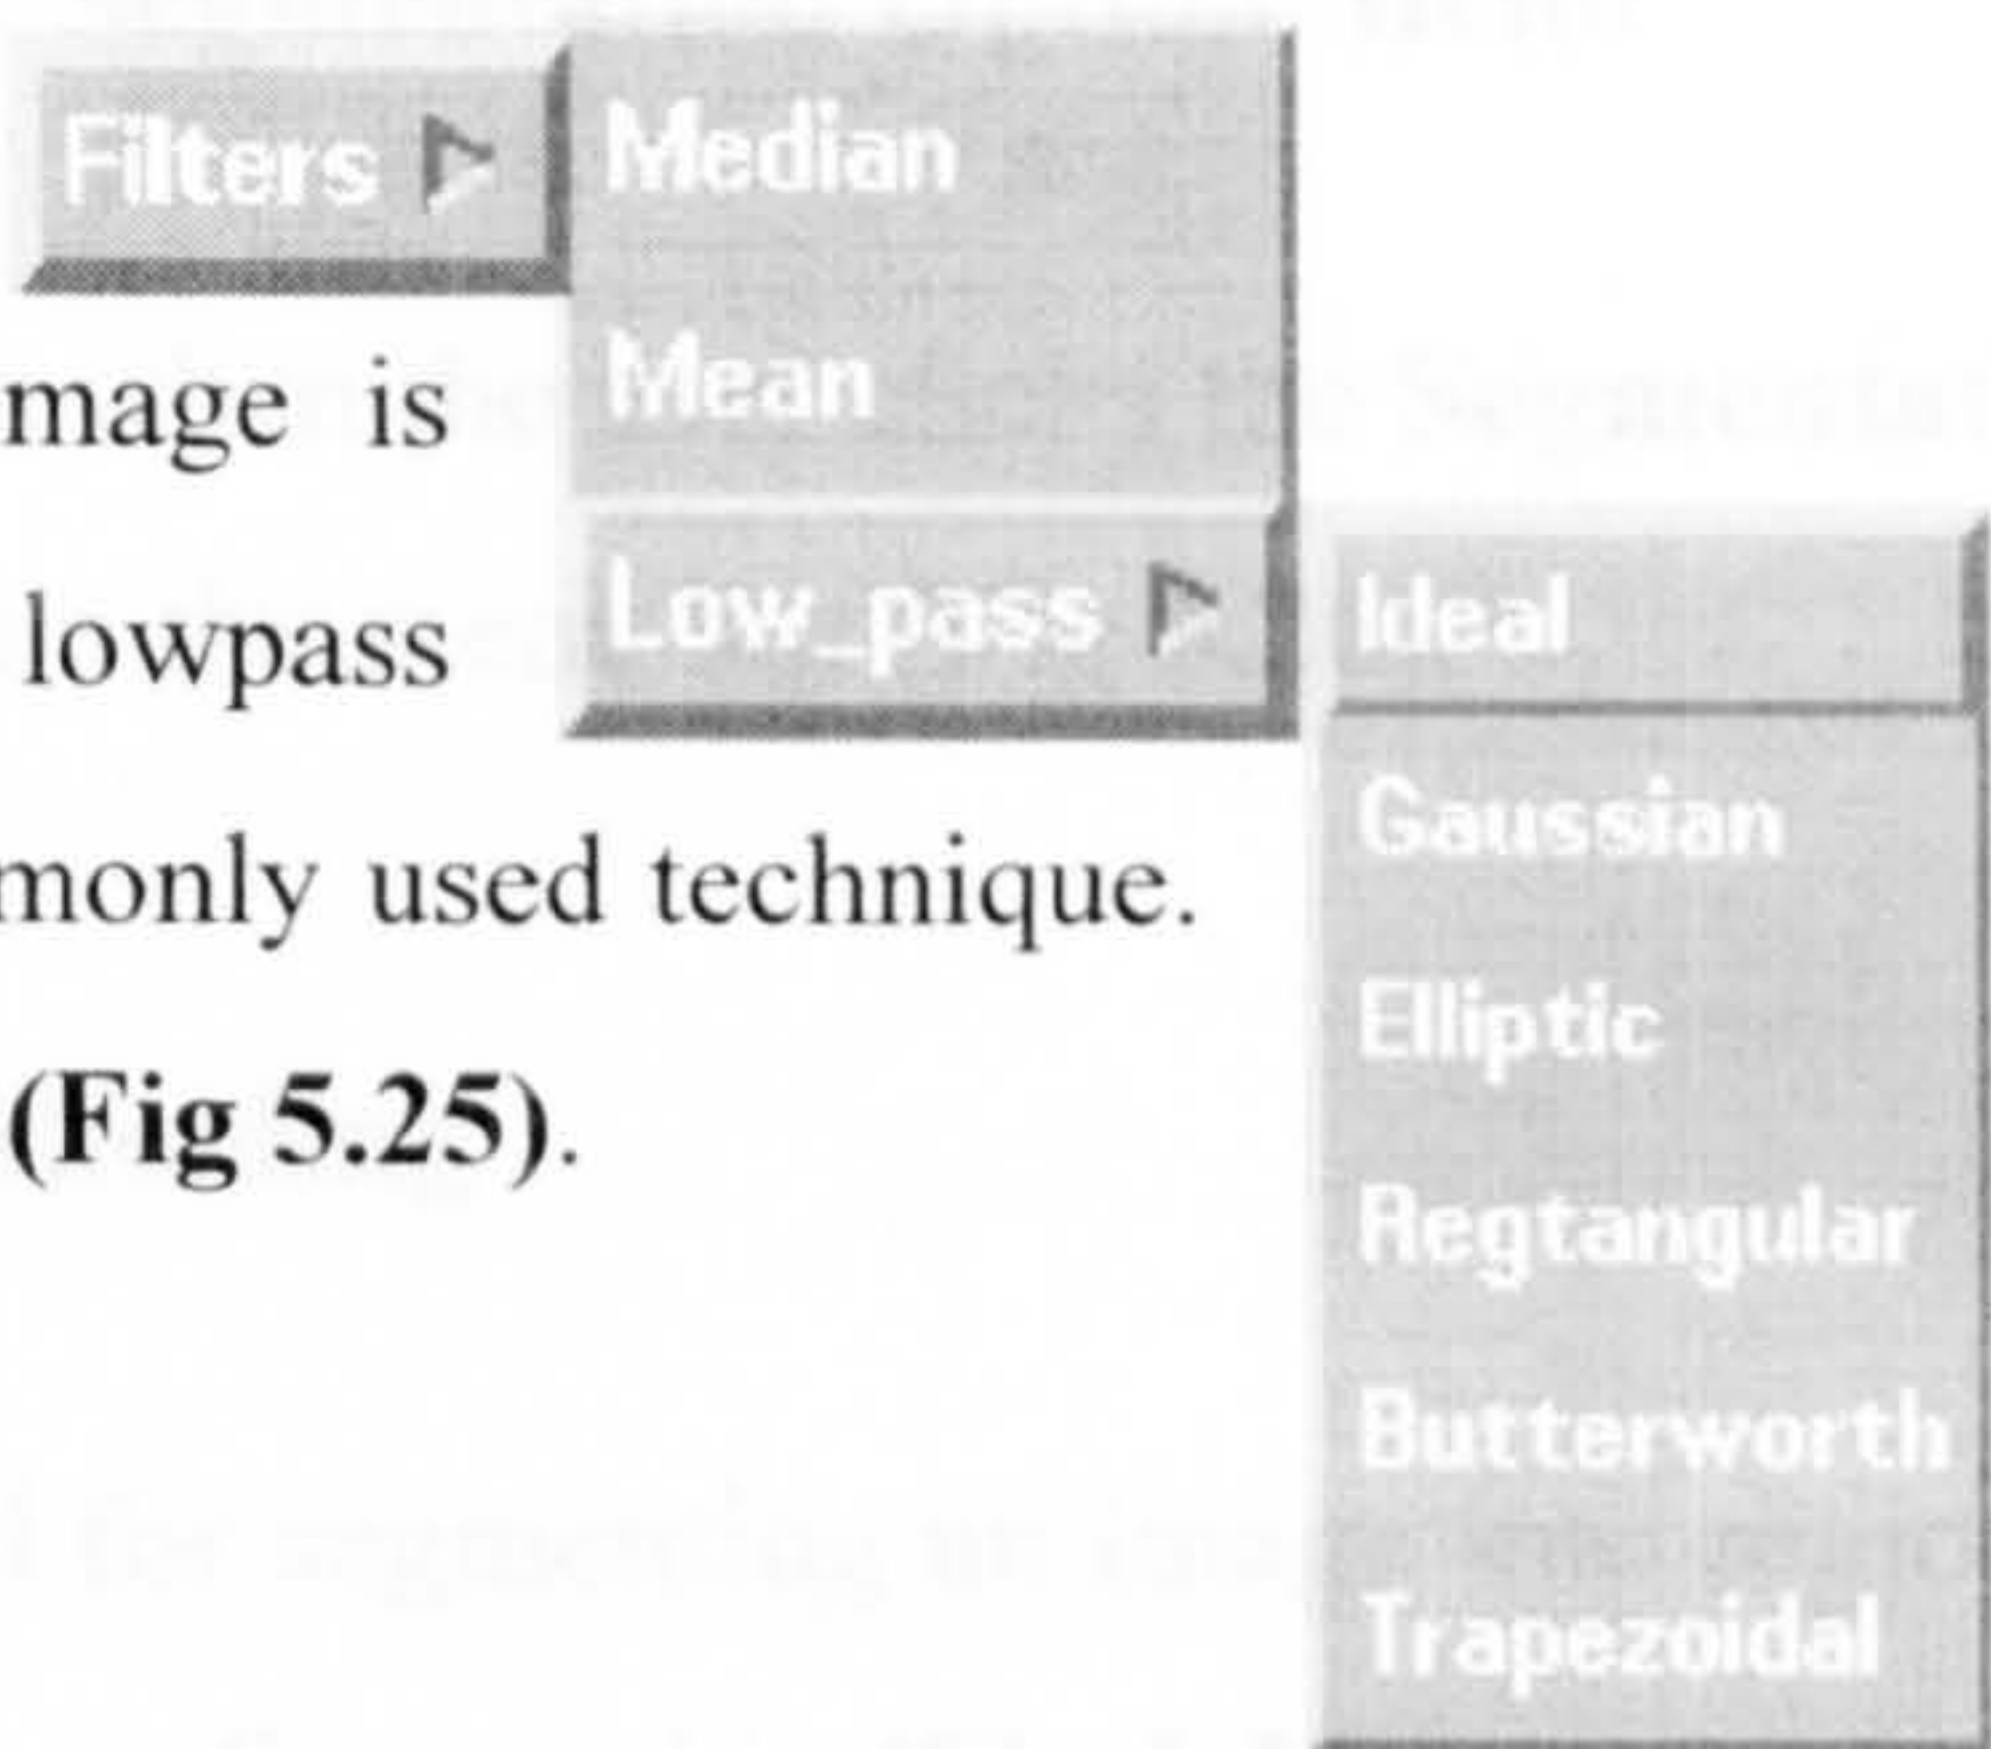 Filters
Median
Mean
mage is
Low_pass
lowpass
Ideal
Gaussian
monly used technique.
Elliptic
(Fig 5.25).
Regtangular
Butterworth
Trapezoidal